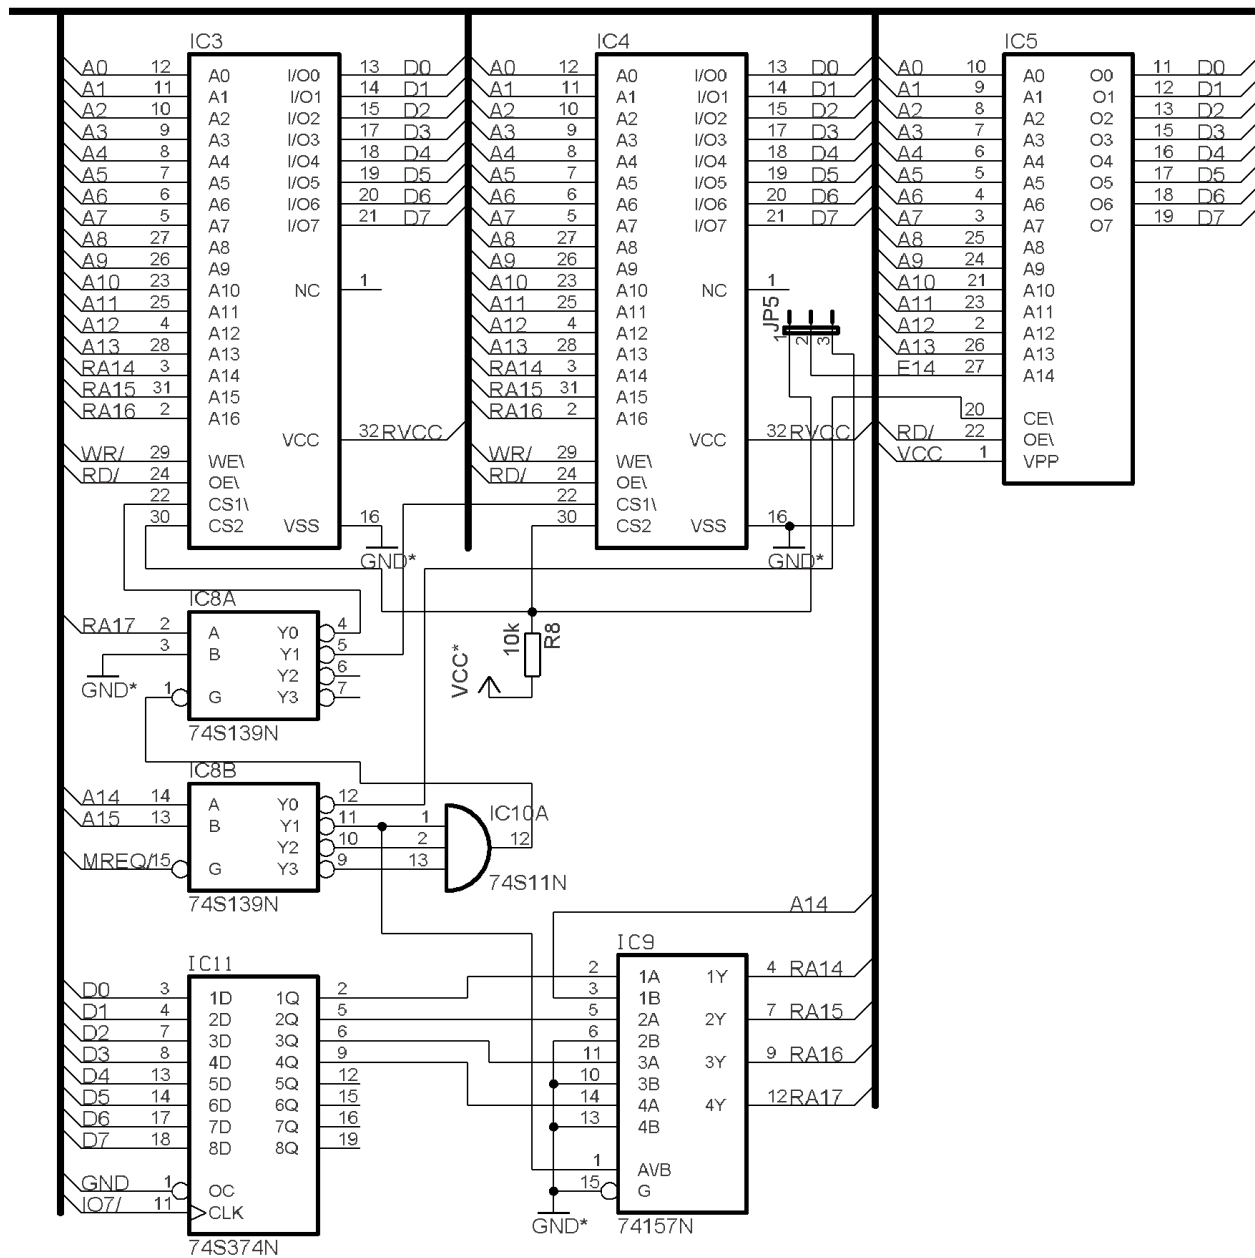 IC3
A0 12 A0 I/O0 13 D0
A1 11 A1 I/O1 14 D1
A2 10 A2 I/O2 15 D2
A3 9 A3 I/O3 17 D3
A4 8 A4 I/O4 18 D4
A5 7 A5 I/O5 19 D5
A6 6 A6 I/O6 20 D6
A7 5 A7 I/O7 21 D7
A8 27 A8
A9 26 A9
A10 23 A10 NC 1
A11 25 A11
A12 4 A12
A13 28 A13
RA14 3 A14
RA15 31 A15
RA16 2 A16
VCC 32 RVCC
WR/ 29 WE\
RD/ 24 OE\
22 CS1\
30 CS2 VSS 16
GND*
IC4
A0 12 A0 I/O0 13 D0
A1 11 A1 I/O1 14 D1
A2 10 A2 I/O2 15 D2
A3 9 A3 I/O3 17 D3
A4 8 A4 I/O4 18 D4
A5 7 A5 I/O5 19 D5
A6 6 A6 I/O6 20 D6
A7 5 A7 I/O7 21 D7
A8 27 A8
A9 26 A9
A10 23 A10 NC 1
A11 25 A11
A12 4 A12
A13 28 A13
RA14 3 A14
RA15 31 A15
RA16 2 A16
VCC 32 RVCC
WR/ 29 WE\
RD/ 24 OE\
22 CS1\
30 CS2 VSS 16
GND*
JP5
1 2 3
IC5
A0 10 A0 O0 11 D0
A1 9 A1 O1 12 D1
A2 8 A2 O2 13 D2
A3 7 A3 O3 15 D3
A4 6 A4 O4 16 D4
A5 5 A5 O5 17 D5
A6 4 A6 O6 18 D6
A7 3 A7 O7 19 D7
A8 25 A8
A9 24 A9
A10 21 A10
A11 23 A11
A12 2 A12
A13 26 A13
E14 27 A14
20 CE\
RD/ 22 OE\
VCC 1 VPP
IC8A
RA17 2 A Y0 4
3 B Y1 5
Y2 6
GND* 1 G Y3 7
74S139N
10k R8
VCC*
IC8B
A14 14 A Y0 12
A15 13 B Y1 11
Y2 10
MREQ/ 15 G Y3 9
74S139N
IC10A
1
2 12
13
74S11N
A14
IC11
D0 3 1D 1Q 2
D1 4 2D 2Q 5
D2 7 3D 3Q 6
D3 8 4D 4Q 9
D4 13 5D 5Q 12
D5 14 6D 6Q 15
D6 17 7D 7Q 16
D7 18 8D 8Q 19
GND 1 OC
IO7/ 11 CLK
74S374N
IC9
2 1A 1Y 4 RA14
3 1B
5 2A 2Y 7 RA15
6 2B
11 3A 3Y 9 RA16
10 3B
14 4A 4Y 12 RA17
13 4B
1 AVB
15 G
GND*
74157N